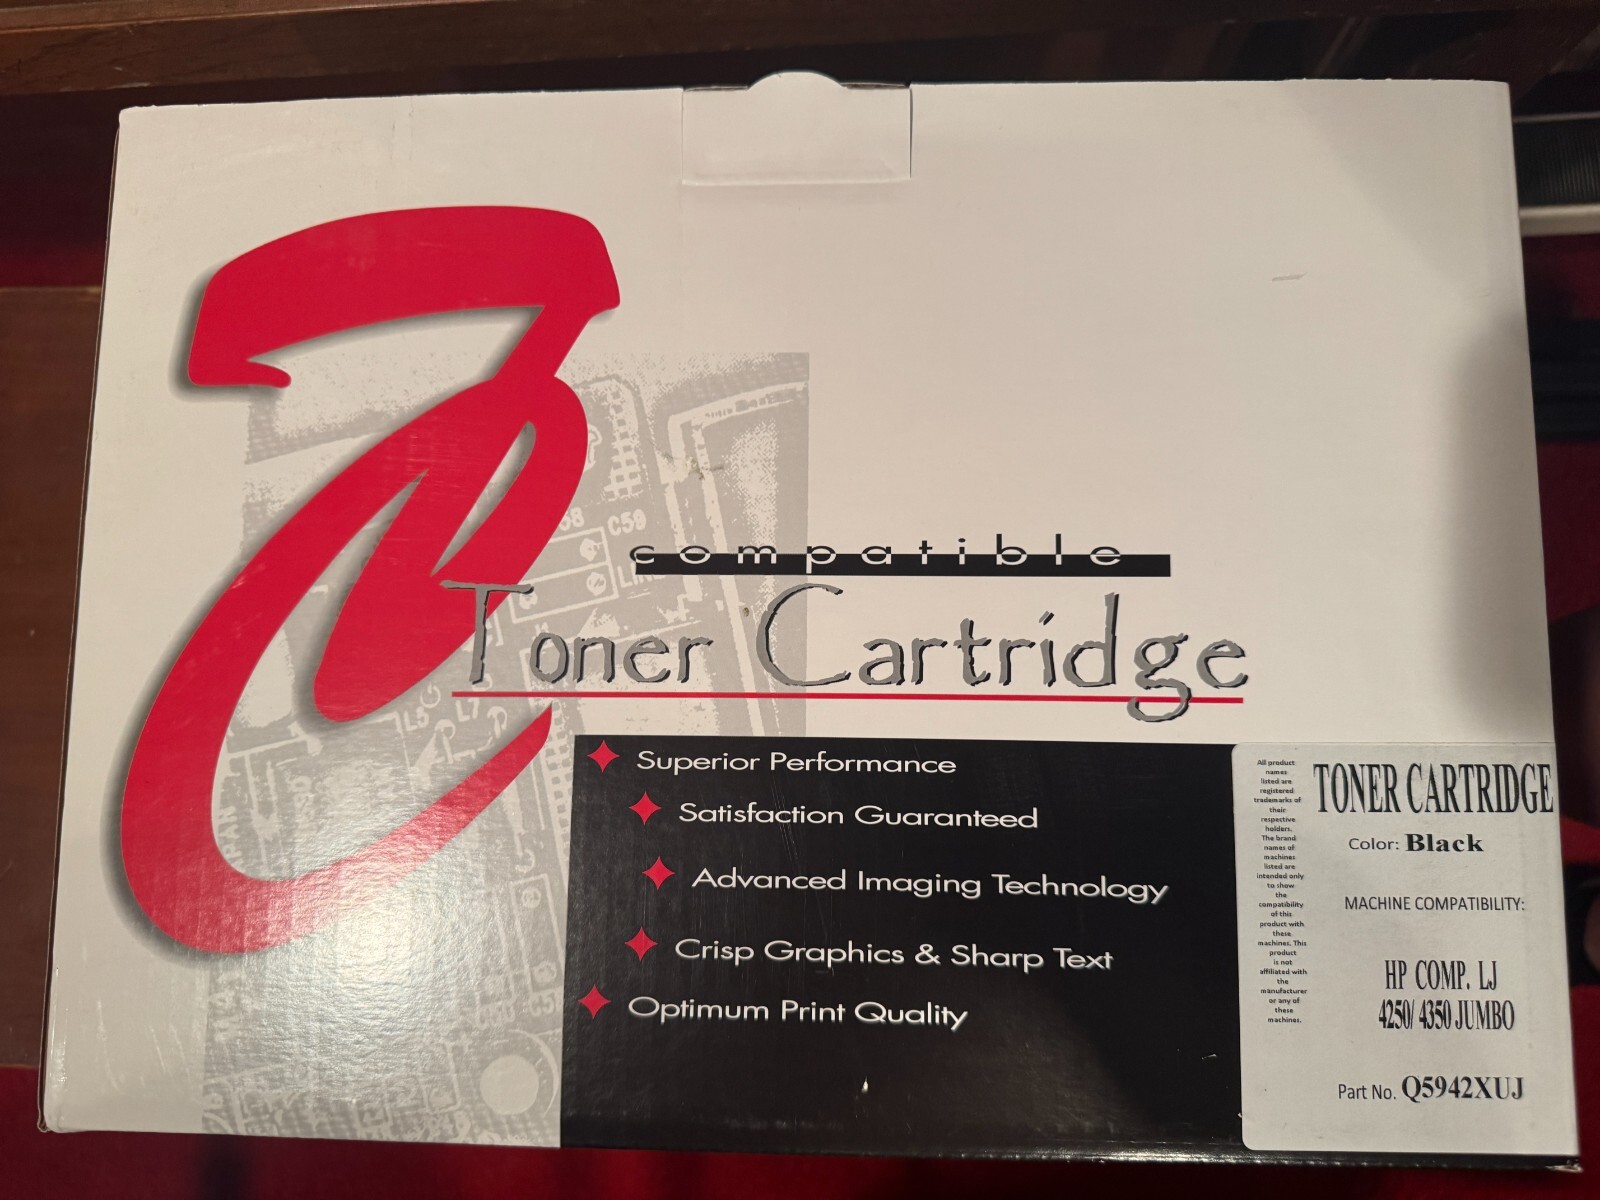 compatible
Toner Cartridge
Superior Performance
Satisfaction Guaranteed
Advanced Imaging Technology
Crisp Graphics & Sharp Text
Optimum Print Quality
All product
names
listed are
registered
trademarks of
their
respective
holders.
The brand
names of
machines
listed are
intended only
to show
the
compatibility
of this
product with
these
machines. This
product
is not
affiliated with
the
manufacturer
or any of
these
machines.
TONER CARTRIDGE
Color: Black
MACHINE COMPATIBILITY:
HP COMP. LJ
4250/ 4350 JUMBO
Part No. Q5942XUJ
C59